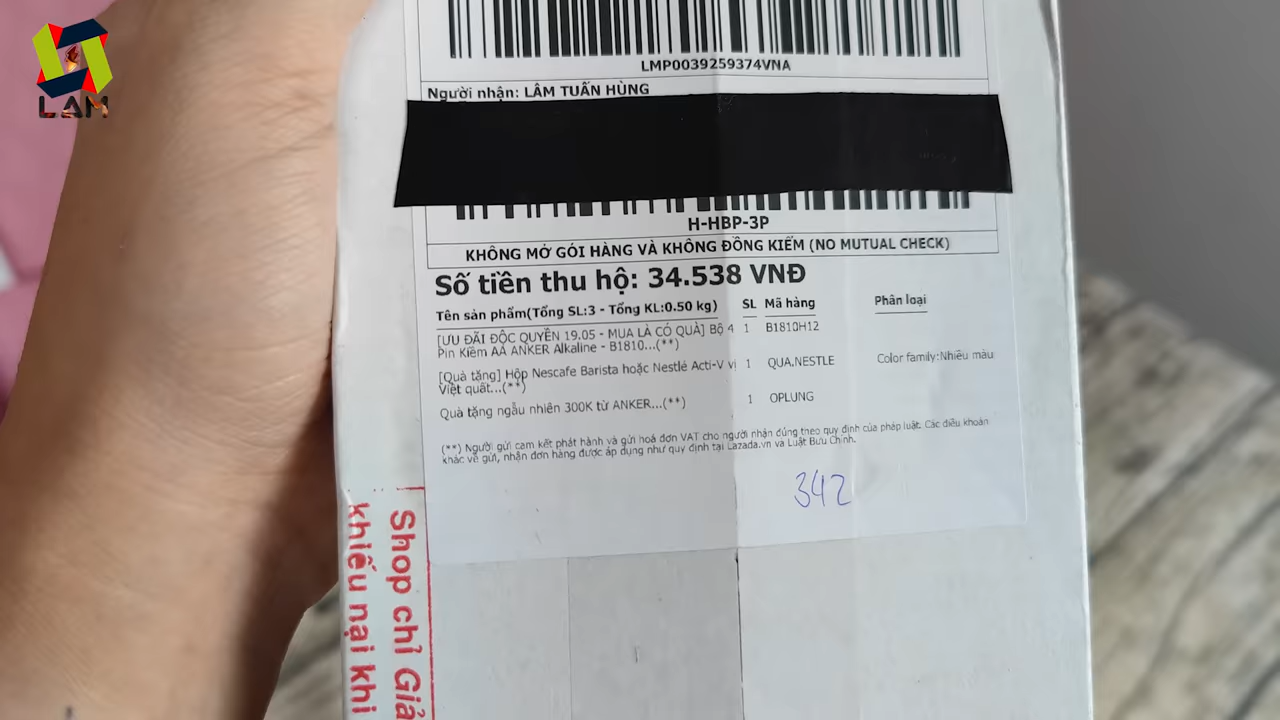 LAM
LMP0039259374VNA
Người nhận: LÂM TUẤN HÙNG
H-HBP-3P
KHÔNG MỞ GÓI HÀNG VÀ KHÔNG ĐỒNG KIỂM (NO MUTUAL CHECK)
Số tiền thu hộ: 34.538 VNĐ
Tên sản phẩm(Tổng SL:3 - Tổng KL:0.50 kg) SL Mã hàng Phân loại
[ƯU ĐÃI ĐỘC QUYỀN 19.05 - MUA LÀ CÓ QUÀ] Bộ 4 1 B1810H12
Pin Kiềm AA ANKER Alkaline - B1810...(**)
[Quà tặng] Hộp Nescafe Barista hoặc Nestlé Acti-V vị 1 QUA.NESTLE Color family:Nhiều màu
Việt quất...(**)
Quà tặng ngẫu nhiên 300K từ ANKER...(**) 1 OPLUNG
(**) Người gửi cam kết phát hành và gửi hoá đơn VAT cho người nhận đúng theo quy định của pháp luật. Các điều khoản
khác về gửi, nhận đơn hàng được áp dụng như quy định tại Lazada.vn và Luật Bưu Chính.
342
Shop chỉ Giả
khiếu nại khi